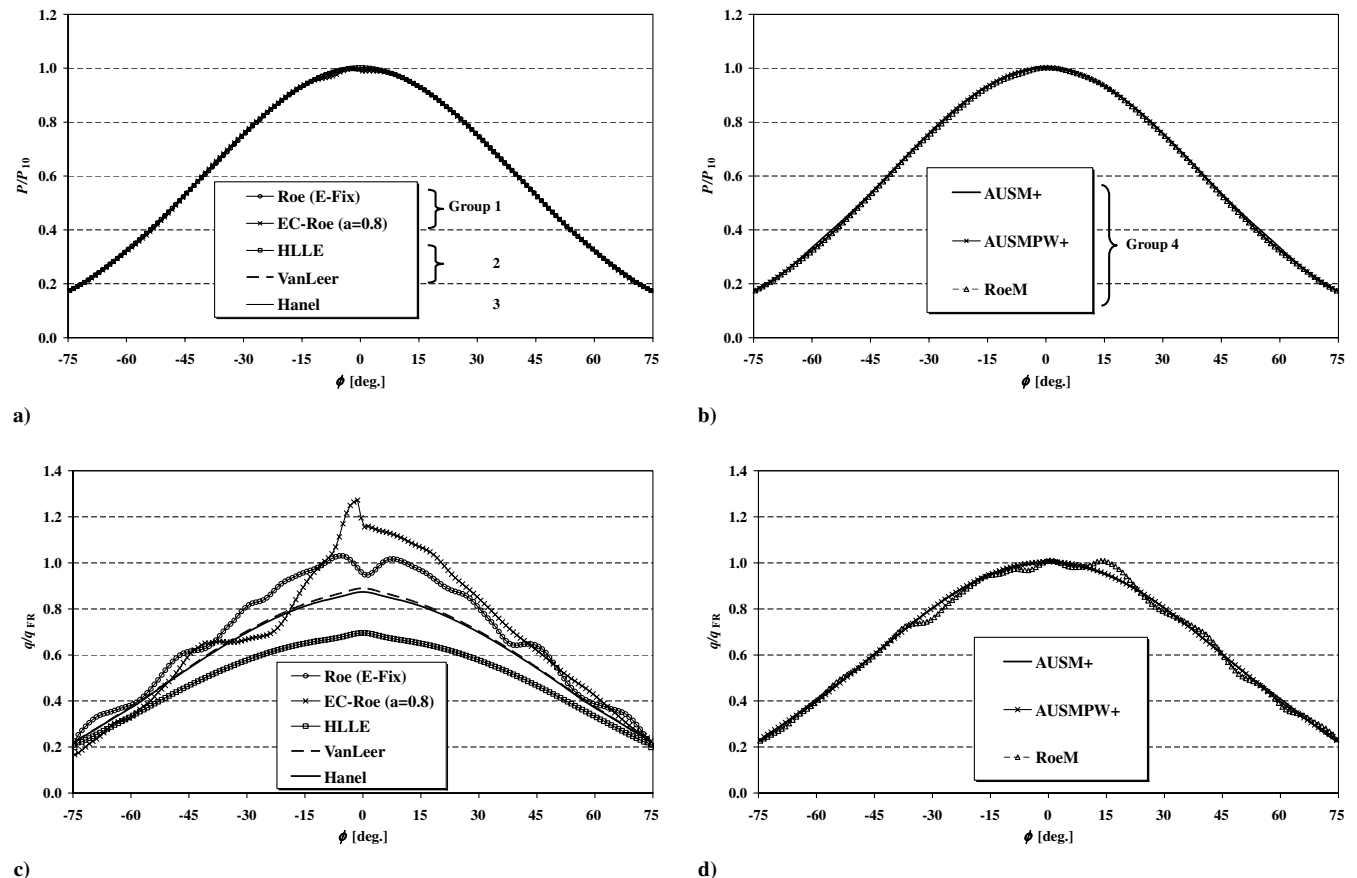 1.2
1.0
0.8
0.6
0.4
0.2
0.0
P/P10
Roe (E-Fix)
EC-Roe (a=0.8)
HLLE
VanLeer
Hanel
Group 1
2
3
-75 -60 -45 -30 -15 0 15 30 45 60 75
ϕ [deg.]
a)
1.2
1.0
0.8
0.6
0.4
0.2
0.0
P/P10
AUSM+
AUSMPW+
RoeM
Group 4
-75 -60 -45 -30 -15 0 15 30 45 60 75
ϕ [deg.]
b)
1.4
1.2
1.0
0.8
0.6
0.4
0.2
0.0
q/qFR
Roe (E-Fix)
EC-Roe (a=0.8)
HLLE
VanLeer
Hanel
-75 -60 -45 -30 -15 0 15 30 45 60 75
ϕ [deg.]
c)
1.4
1.2
1.0
0.8
0.6
0.4
0.2
0.0
q/qFR
AUSM+
AUSMPW+
RoeM
-75 -60 -45 -30 -15 0 15 30 45 60 75
ϕ [deg.]
d)